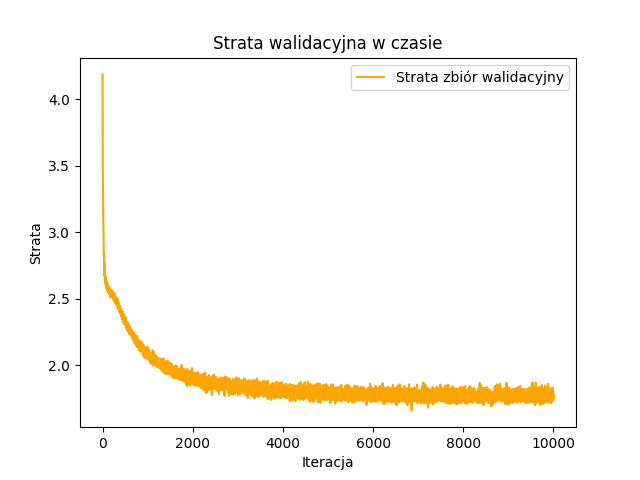 Strata walidacyjna w czasie
Strata zbiór walidacyjny
4.0
3.5
3.0
2.5
2.0
Strata
0 2000 4000 6000 8000 10000
Iteracja